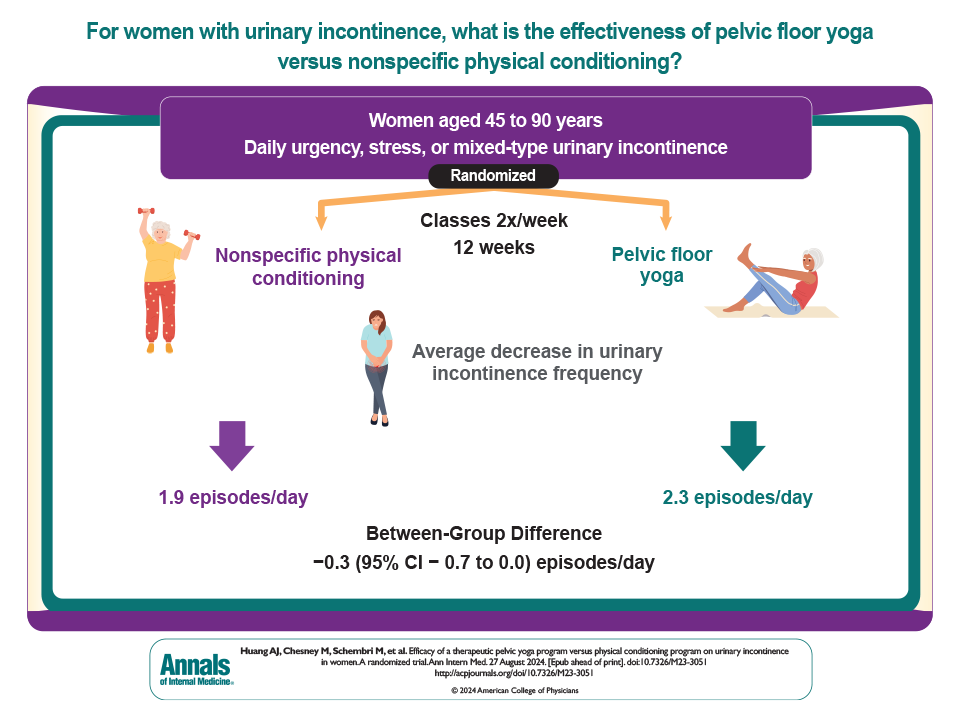 For women with urinary incontinence, what is the effectiveness of pelvic floor yoga
versus nonspecific physical conditioning?
Women aged 45 to 90 years
Daily urgency, stress, or mixed-type urinary incontinence
Randomized
Classes 2x/week
12 weeks
Nonspecific physical
conditioning
Pelvic floor
yoga
Average decrease in urinary
incontinence frequency
1.9 episodes/day
2.3 episodes/day
Between-Group Difference
−0.3 (95% CI − 0.7 to 0.0) episodes/day
Annals
of Internal Medicine®
Huang AJ, Chesney M, Schembri M, et al. Efficacy of a therapeutic pelvic yoga program versus physical conditioning program on urinary incontinence
in women. A randomized trial. Ann Intern Med. 27 August 2024. [Epub ahead of print]. doi:10.7326/M23-3051
http://acpjournals.org/doi/10.7326/M23-3051
© 2024 American College of Physicians